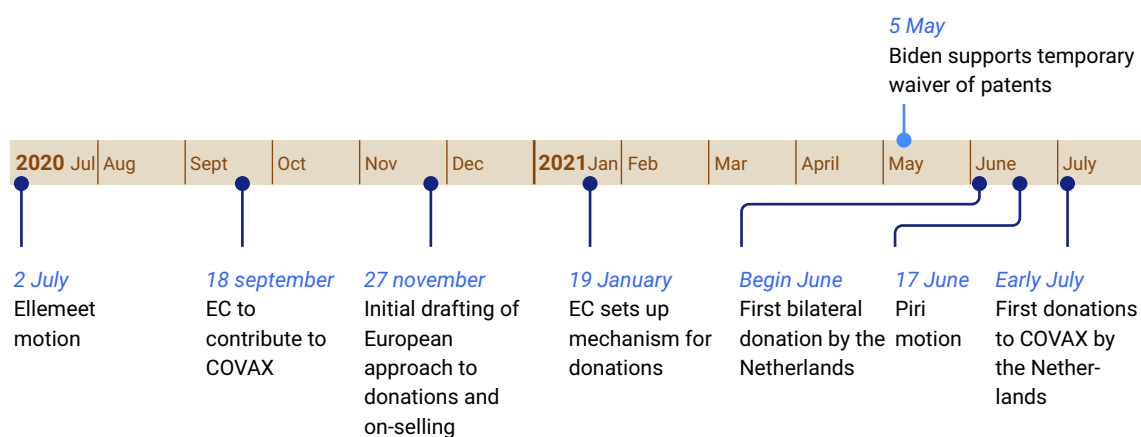 5 May
Biden supports temporary
waiver of patents
2020 Jul Aug Sept Oct Nov Dec 2021 Jan Feb Mar April May June July
2 July
Ellemeet
motion
18 september
EC to
contribute to
COVAX
27 november
Initial drafting of
European
approach to
donations and
on-selling
19 January
EC sets up
mechanism for
donations
Begin June
First bilateral
donation by the
Netherlands
17 June
Piri
motion
Early July
First donations
to COVAX by
the Nether-
lands